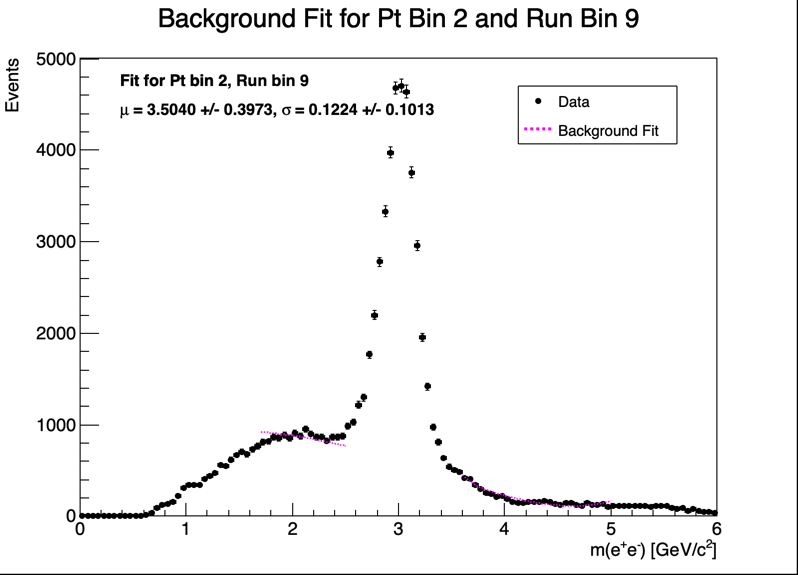 Background Fit for Pt Bin 2 and Run Bin 9
Events
Fit for Pt bin 2, Run bin 9
μ = 3.5040 +/- 0.3973, σ = 0.1224 +/- 0.1013
Data
Background Fit
5000
4000
3000
2000
1000
0
0 1 2 3 4 5 6
m(e⁺e⁻) [GeV/c²]